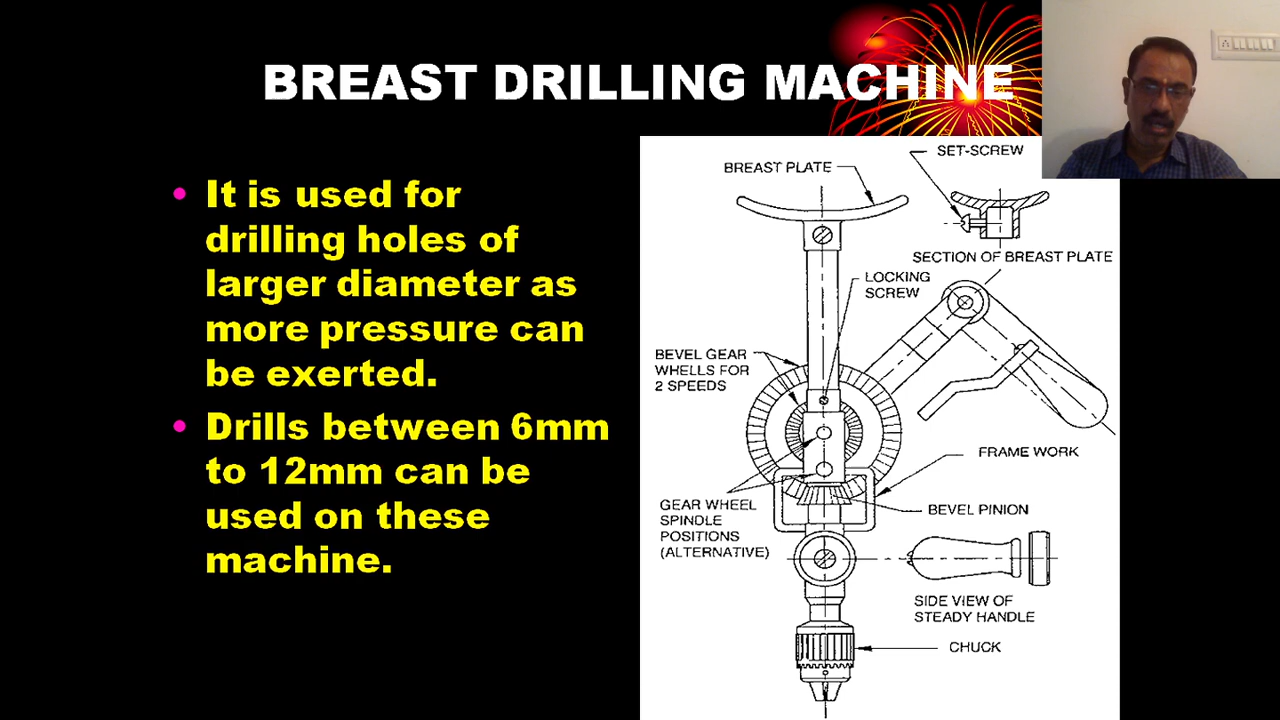 BREAST DRILLING MACHINE
• It is used for
drilling holes of
larger diameter as
more pressure can
be exerted.
• Drills between 6mm
to 12mm can be
used on these
machine.
SET-SCREW
BREAST PLATE
SECTION OF BREAST PLATE
LOCKING
SCREW
BEVEL GEAR
WHELLS FOR
2 SPEEDS
FRAME WORK
GEAR WHEEL
SPINDLE
POSITIONS
(ALTERNATIVE)
BEVEL PINION
SIDE VIEW OF
STEADY HANDLE
CHUCK